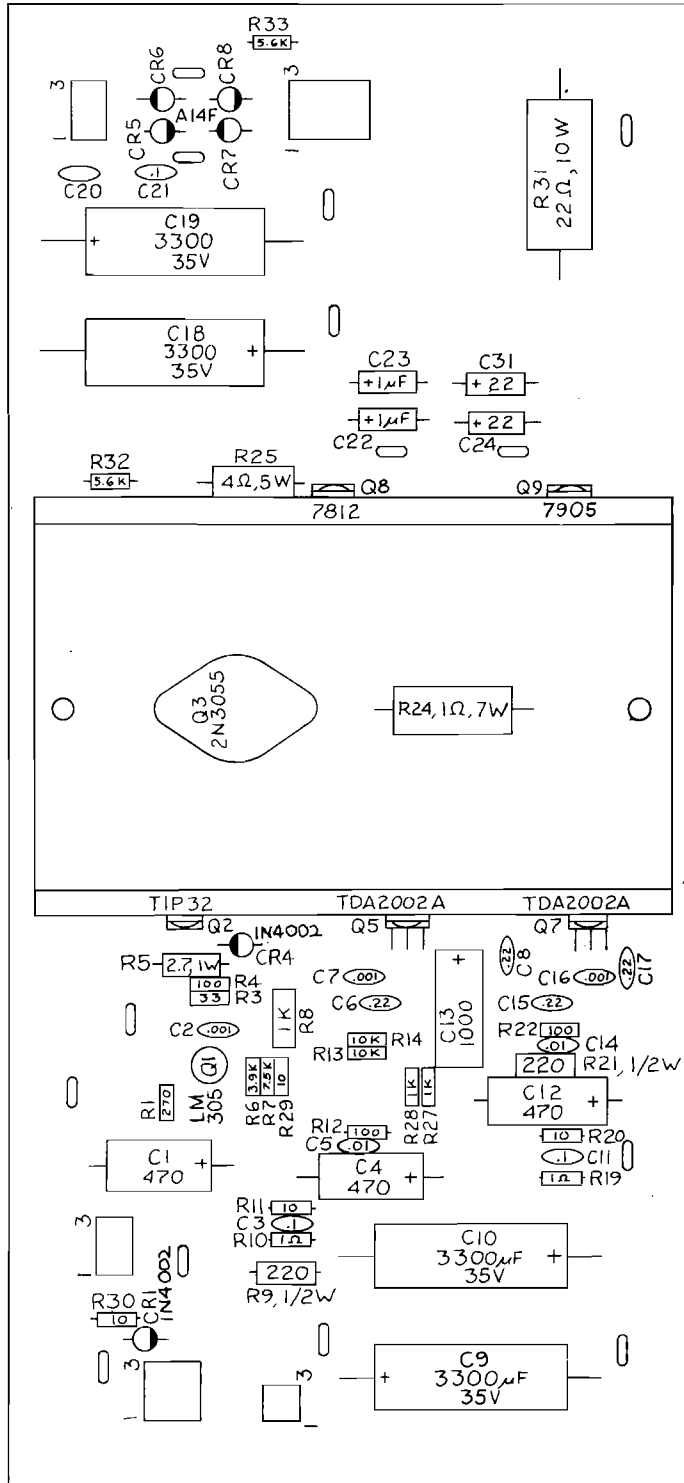 R33
5.6K
3
CR6
CR8
3
A14F
1
CR5
CR7
1
C20
C21
.1
R31
22Ω, 10W
C19
+ 3300
35V
C18
3300 +
35V
C23
+1µF
C31
+ 22
+1µF
C22
+ 22
C24
R32
5.6K
R25
4Ω, 5W
Q8
Q9
7812
7905
Q3
2N3055
R24, 1Ω, 7W
TIP32
TDA2002A
TDA2002A
Q2
1N4002
CR4
Q5
Q7
R5
2.7, 1W
100
R4
33
R3
C7
.001
C6
.22
.22
C8
C16
.001
.22
C17
C15
.22
C2
.001
1K
R8
+
C13
1000
R22
100
.01
C14
R13
10K
10K
R14
220
R21, 1/2W
Q1
LM
305
R1
270
3.9K
7.5K
10
R6
R7
R29
1K
1K
R28
R27
C12
470 +
R12
100
C5
.01
10
R20
.1
C11
1Ω
R19
C1
470 +
C4
470 +
R11
10
C3
.1
R10
1Ω
3
1
220
R9, 1/2W
C10
3300µF +
35V
R30
10
CR1
1N4002
3
1
3
1
C9
+ 3300µF
35V